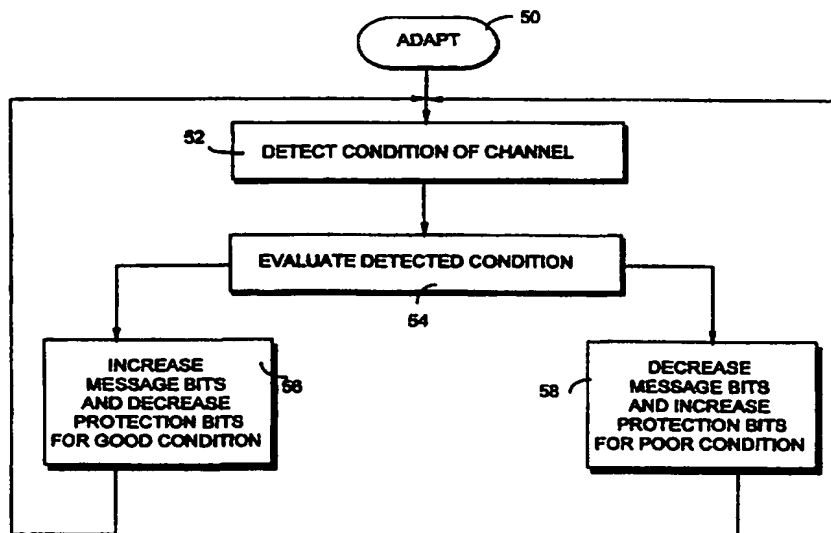 50
ADAPT
52
DETECT CONDITION OF CHANNEL
EVALUATE DETECTED CONDITION
54
INCREASE
MESSAGE BITS
AND DECREASE
PROTECTION BITS
FOR GOOD CONDITION
56
58
DECREASE
MESSAGE BITS
AND INCREASE
PROTECTION BITS
FOR POOR CONDITION